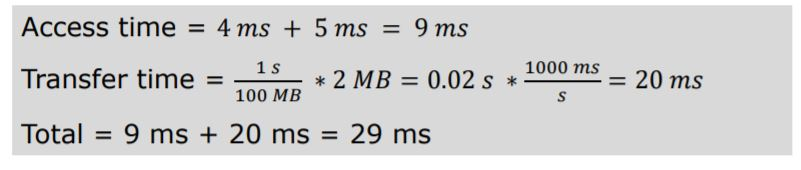 Access time = 4 ms + 5 ms = 9 ms
Transfer time = 1 s / 100 MB * 2 MB = 0.02 s * 1000 ms / s = 20 ms
Total = 9 ms + 20 ms = 29 ms